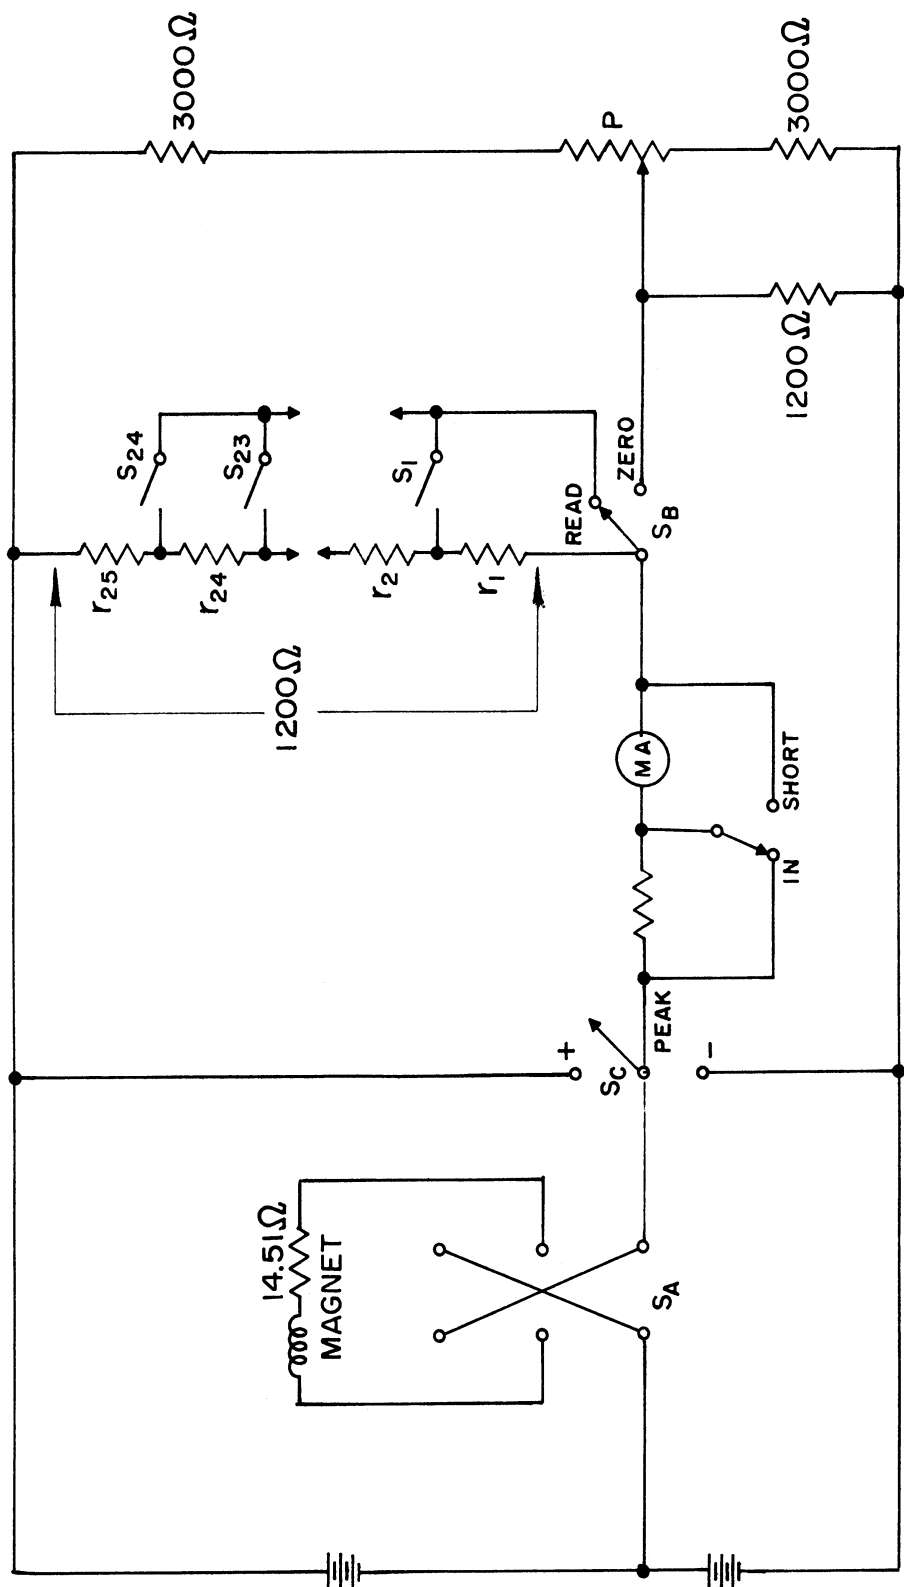 3000Ω
P
3000Ω
1200Ω
S24
S23
S1
READ
ZERO
SB
r25
r24
r2
r1
1200Ω
MA
SHORT
IN
PEAK
+
SC
−
14.51Ω
MAGNET
SA